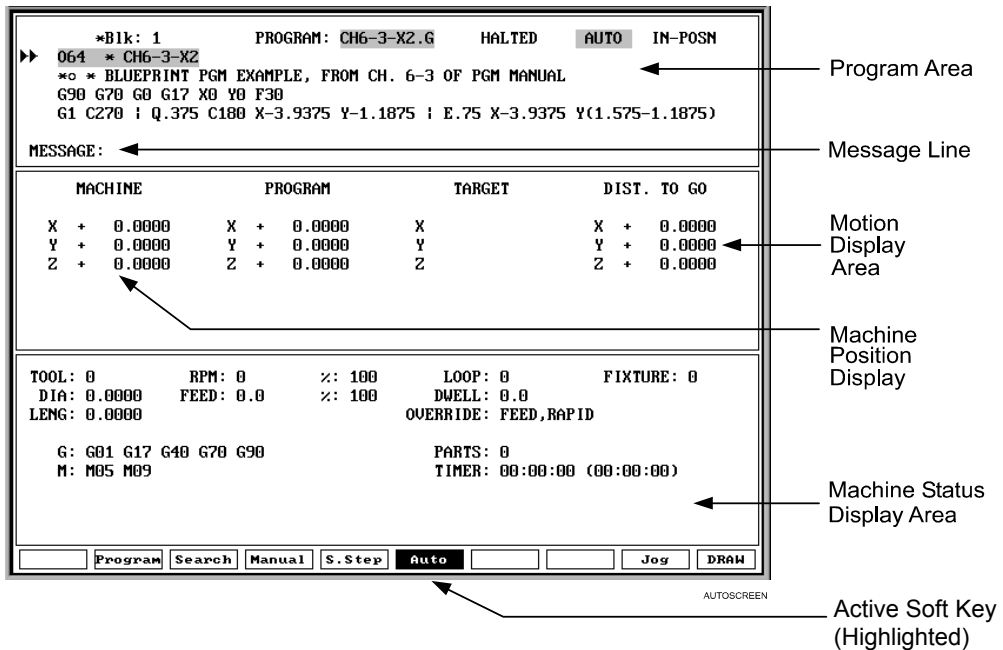 *Blk: 1 PROGRAM: CH6-3-X2.G HALTED AUTO IN-POSN
O64 * CH6-3-X2
*o * BLUEPRINT PGM EXAMPLE, FROM CH. 6-3 OF PGM MANUAL
G90 G70 G0 G17 X0 Y0 F30
G1 C270 ¦ Q.375 C180 X-3.9375 Y-1.1875 ¦ E.75 X-3.9375 Y(1.575-1.1875)
MESSAGE:
MACHINE PROGRAM TARGET DIST. TO GO
X + 0.0000 X + 0.0000 X X + 0.0000
Y + 0.0000 Y + 0.0000 Y Y + 0.0000
Z + 0.0000 Z + 0.0000 Z Z + 0.0000
TOOL: 0 RPM: 0 %: 100 LOOP: 0 FIXTURE: 0
DIA: 0.0000 FEED: 0.0 %: 100 DWELL: 0.0
LENG: 0.0000 OVERRIDE: FEED,RAPID
G: G01 G17 G40 G70 G90 PARTS: 0
M: M05 M09 TIMER: 00:00:00 (00:00:00)
Program Search Manual S.Step Auto Jog DRAW
AUTOSCREEN
Program Area
Message Line
Motion
Display
Area
Machine
Position
Display
Machine Status
Display Area
Active Soft Key
(Highlighted)